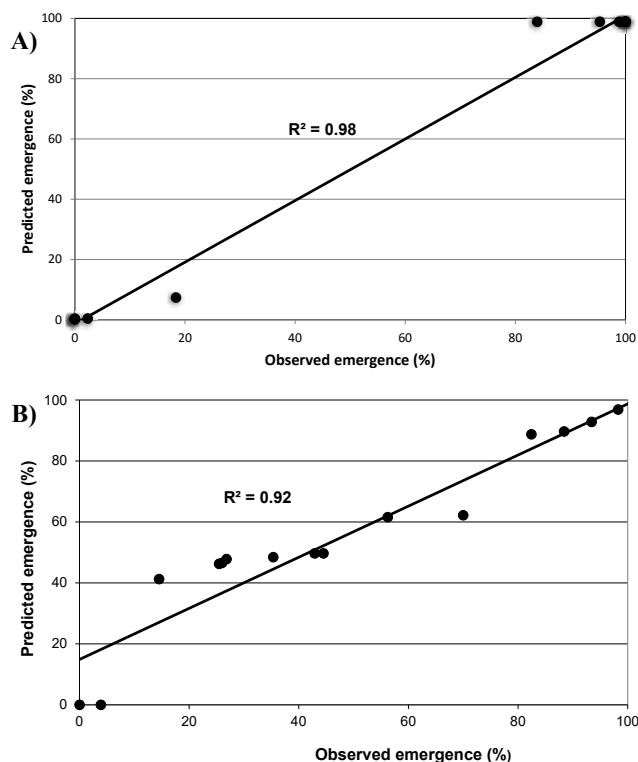 A)
100
80
60
40
20
0
Predicted emergence (%)
R² = 0.98
0 20 40 60 80 100
Observed emergence (%)
B)
100
80
60
40
20
0
Predicted emergence (%)
R² = 0.92
0 20 40 60 80 100
Observed emergence (%)